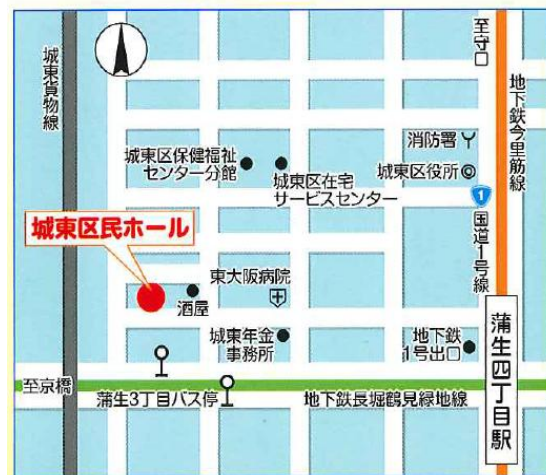 城東貨物線
至守口
地下鉄今里筋線
消防署
城東区役所
城東区保健福祉
センター分館
城東区在宅
サービスセンター
1
国道1号線
城東区民ホール
酒屋
東大阪病院
城東年金
事務所
地下鉄
1号出口
蒲生四丁目駅
至京橋
蒲生3丁目バス停
地下鉄長堀鶴見緑地線